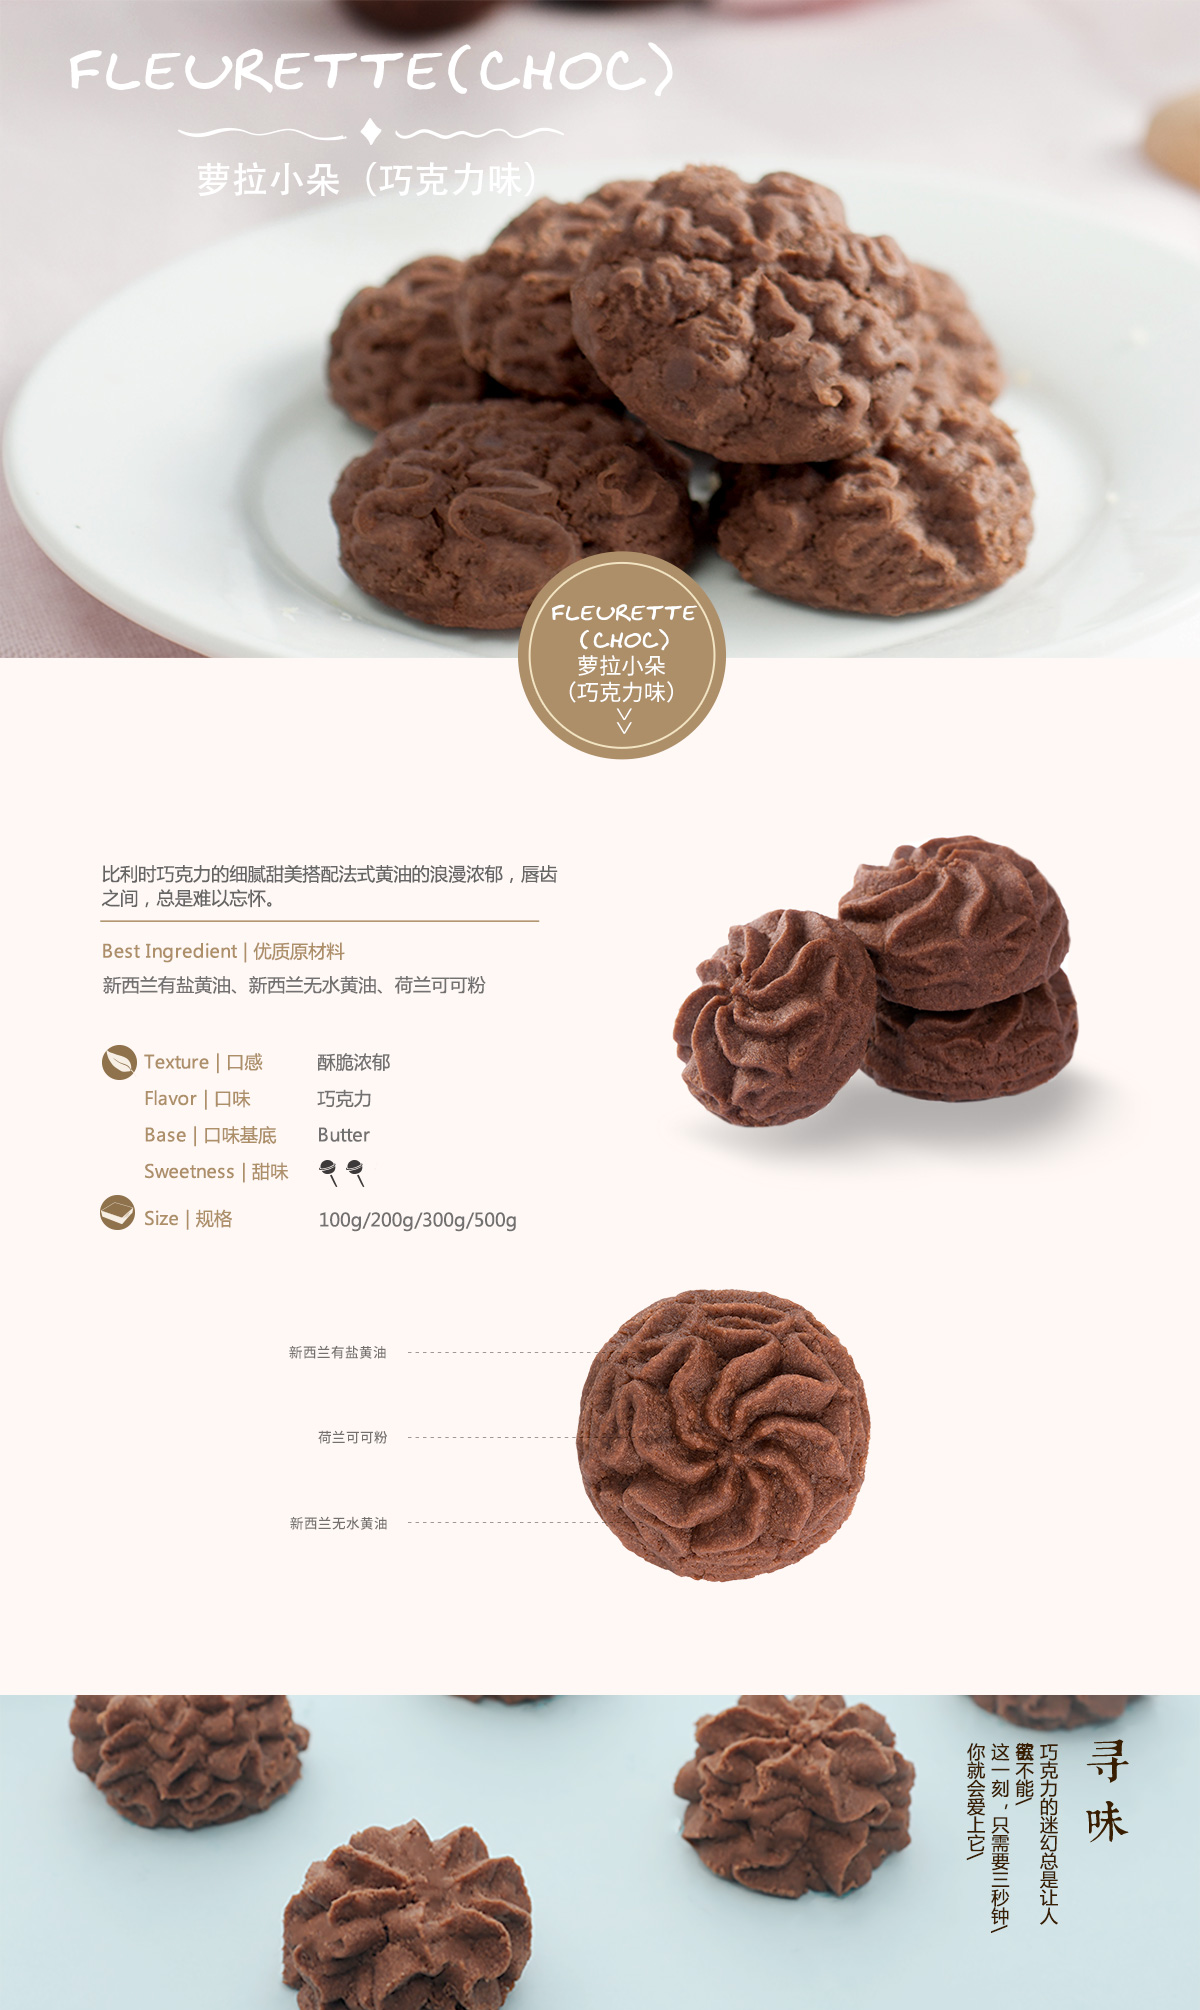 FLEURETTE(CHOC)
萝拉小朵（巧克力味）
FLEURETTE
(CHOC)
萝拉小朵
（巧克力味）
比利时巧克力的细腻甜美搭配法式黄油的浪漫浓郁，唇齿
之间，总是难以忘怀。
Best Ingredient | 优质原材料
新西兰有盐黄油、新西兰无水黄油、荷兰可可粉
Texture | 口感 酥脆浓郁
Flavor | 口味 巧克力
Base | 口味基底 Butter
Sweetness | 甜味
Size | 规格 100g/200g/300g/500g
新西兰有盐黄油
荷兰可可粉
新西兰无水黄油
寻味
巧克力的迷幻总是让人
不能\
这一刻，只需要三秒钟\
你就会爱上它\